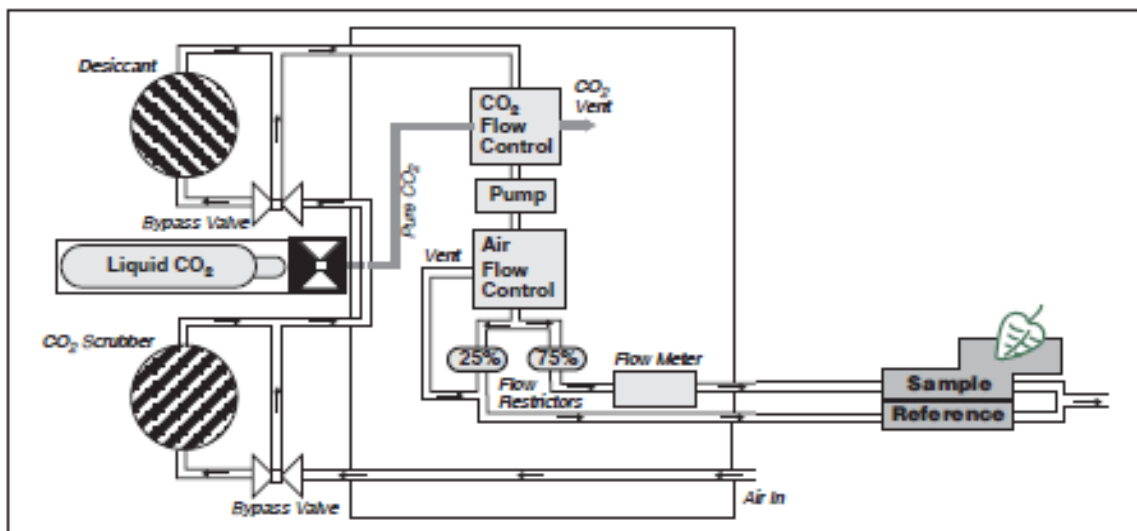 Desiccant
CO₂
Flow
Control
CO₂
Vent
Pure CO₂
Pump
Bypass Valve
Liquid CO₂
Vent
Air
Flow
Control
CO₂ Scrubber
25%
75%
Flow Meter
Flow
Restrictors
Sample
Reference
Air In
Bypass Valve